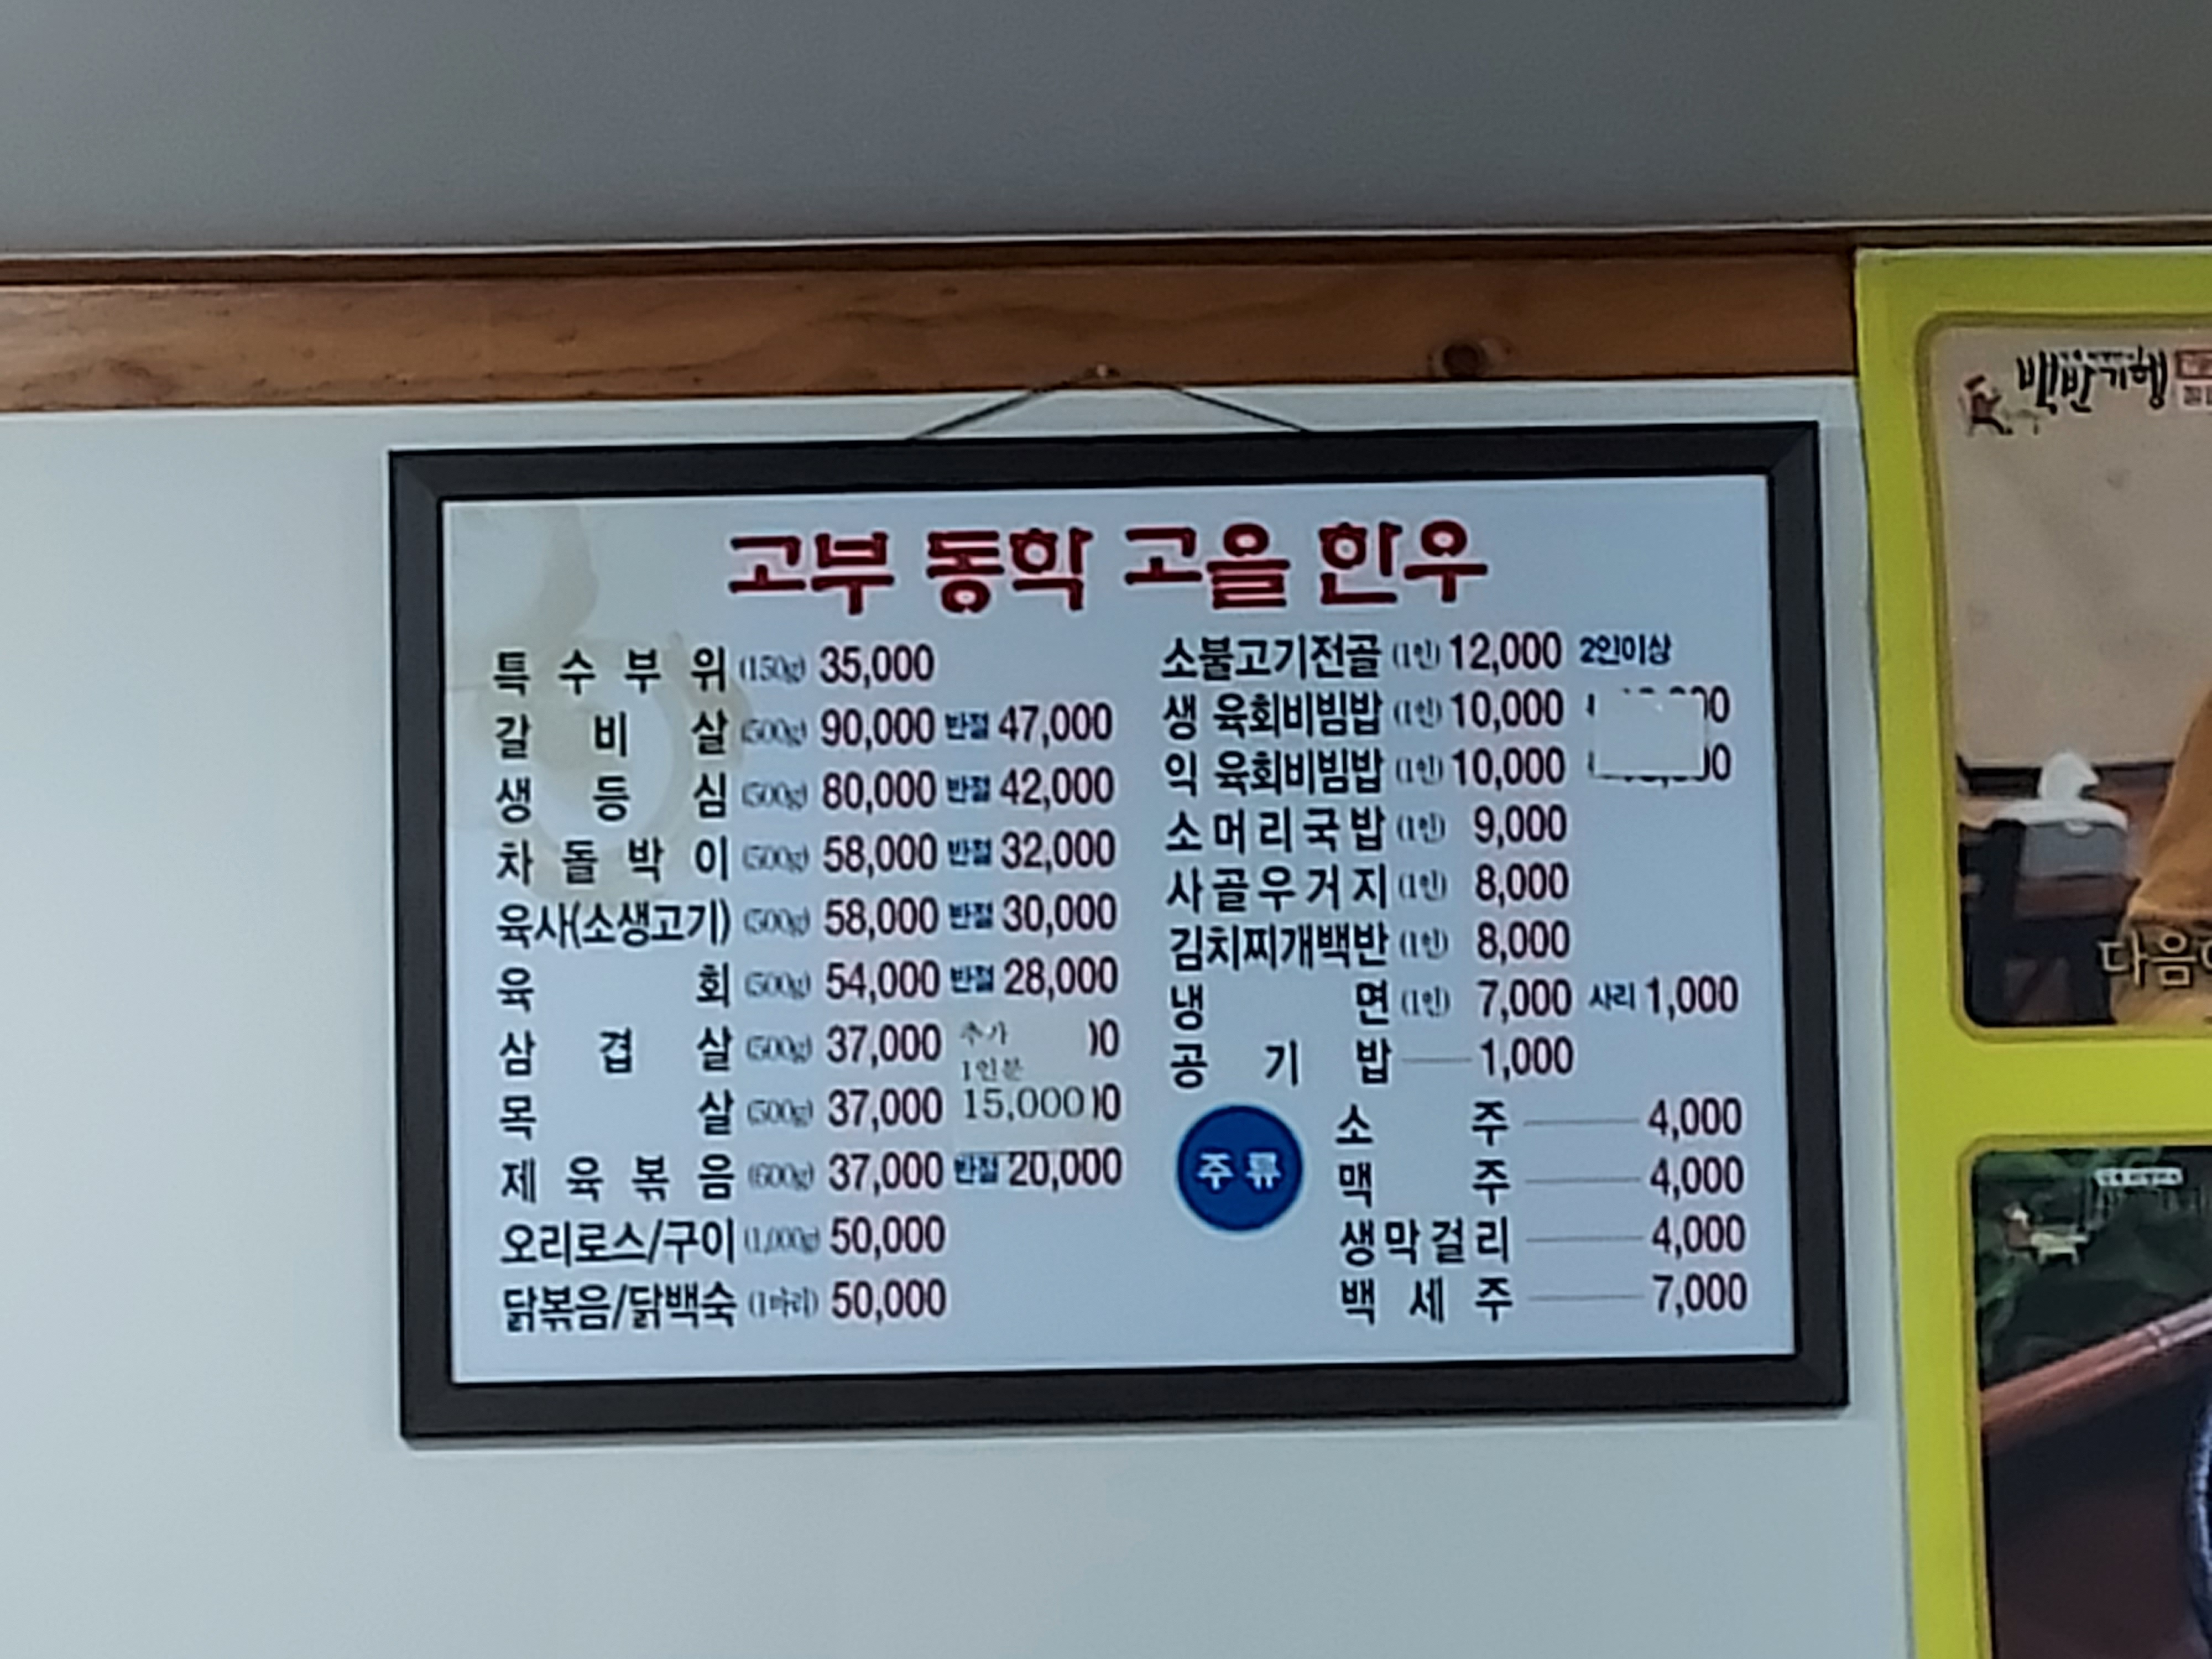 고부 동학 고을 한우
특수부위 (150g) 35,000
갈비살 (500g) 90,000 반절 47,000
생등심 (500g) 80,000 반절 42,000
차돌박이 (500g) 58,000 반절 32,000
육사(소생고기) (500g) 58,000 반절 30,000
육회 (500g) 54,000 반절 28,000
삼겹살 (500g) 37,000
추가
1인분
15,000
목살 (500g) 37,000
제육볶음 (600g) 37,000 반절 20,000
오리로스/구이 (1,000g) 50,000
닭볶음/닭백숙 (1마리) 50,000
소불고기전골 (1인) 12,000 2인이상
생 육회비빔밥 (1인) 10,000
익 육회비빔밥 (1인) 10,000
소머리국밥 (1인) 9,000
사골우거지 (1인) 8,000
김치찌개백반 (1인) 8,000
냉면 (1인) 7,000 사리 1,000
공기밥 1,000
주류
소주 4,000
맥주 4,000
생막걸리 4,000
백세주 7,000
백반기행